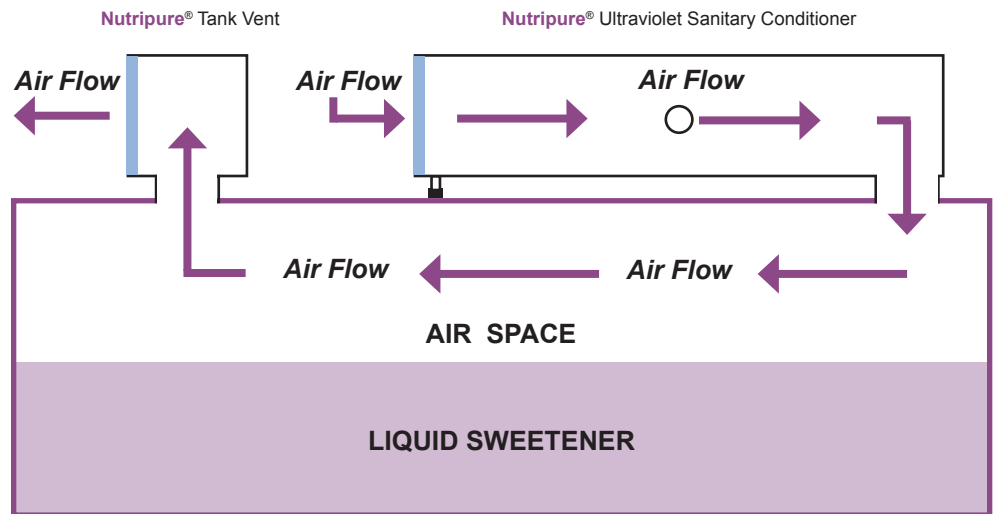 Nutripure® Tank Vent
Nutripure® Ultraviolet Sanitary Conditioner
Air Flow
Air Flow
Air Flow
Air Flow
Air Flow
AIR SPACE
LIQUID SWEETENER